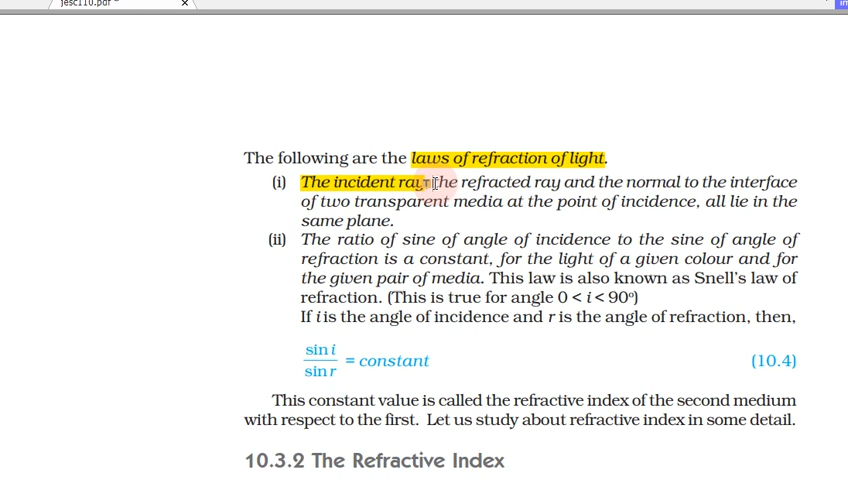 jesc110.pdf
The following are the laws of refraction of light.
(i) The incident ray, the refracted ray and the normal to the interface
of two transparent media at the point of incidence, all lie in the
same plane.
(ii) The ratio of sine of angle of incidence to the sine of angle of
refraction is a constant, for the light of a given colour and for
the given pair of media. This law is also known as Snell's law of
refraction. (This is true for angle 0 < i < 90°)
If i is the angle of incidence and r is the angle of refraction, then,
sin i
= constant (10.4)
sin r
This constant value is called the refractive index of the second medium
with respect to the first. Let us study about refractive index in some detail.
10.3.2 The Refractive Index